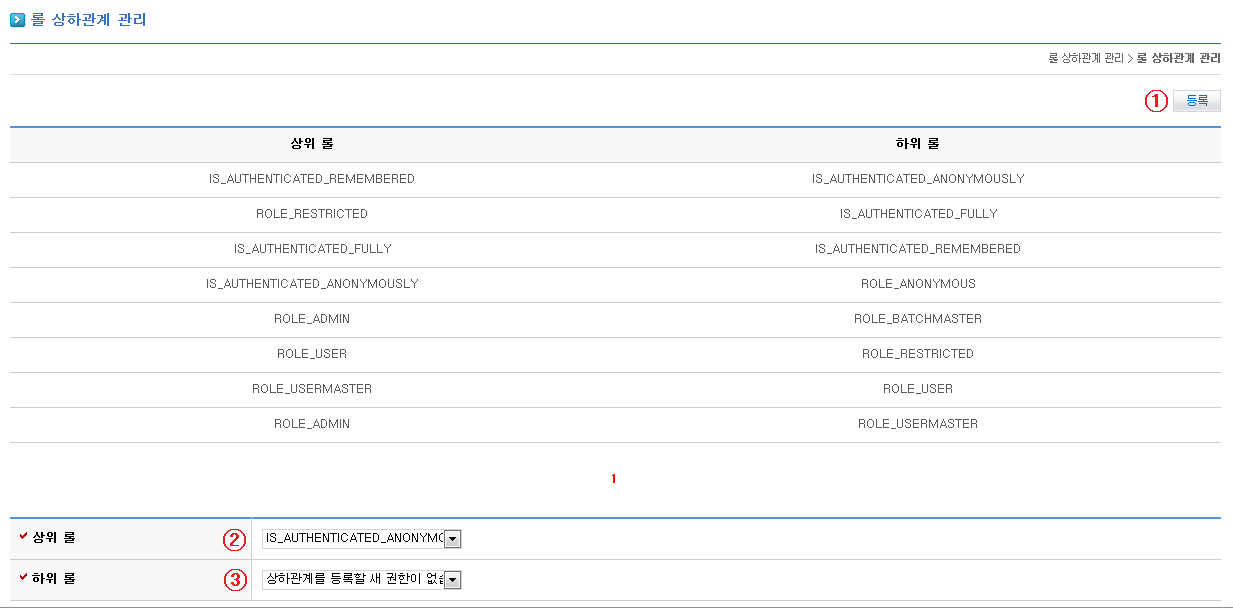 롤 상하관계 관리
롤 상하관계 관리 > 롤 상하관계 관리
① 등록
상위 롤 하위 롤
IS_AUTHENTICATED_REMEMBERED IS_AUTHENTICATED_ANONYMOUSLY
ROLE_RESTRICTED IS_AUTHENTICATED_FULLY
IS_AUTHENTICATED_FULLY IS_AUTHENTICATED_REMEMBERED
IS_AUTHENTICATED_ANONYMOUSLY ROLE_ANONYMOUS
ROLE_ADMIN ROLE_BATCHMASTER
ROLE_USER ROLE_RESTRICTED
ROLE_USERMASTER ROLE_USER
ROLE_ADMIN ROLE_USERMASTER
1
상위 롤 ② IS_AUTHENTICATED_ANONYMO
하위 롤 ③ 상하관계를 등록할 새 권한이